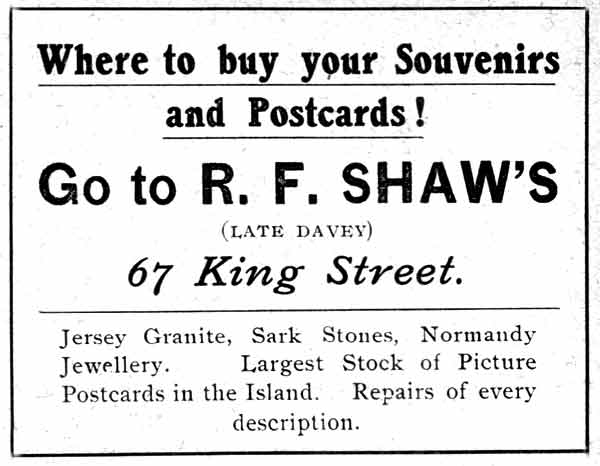 Where to buy your Souvenirs
and Postcards!
Go to R. F. SHAW'S
(LATE DAVEY)
67 King Street.
Jersey Granite, Sark Stones, Normandy
Jewellery. Largest Stock of Picture
Postcards in the Island. Repairs of every
description.